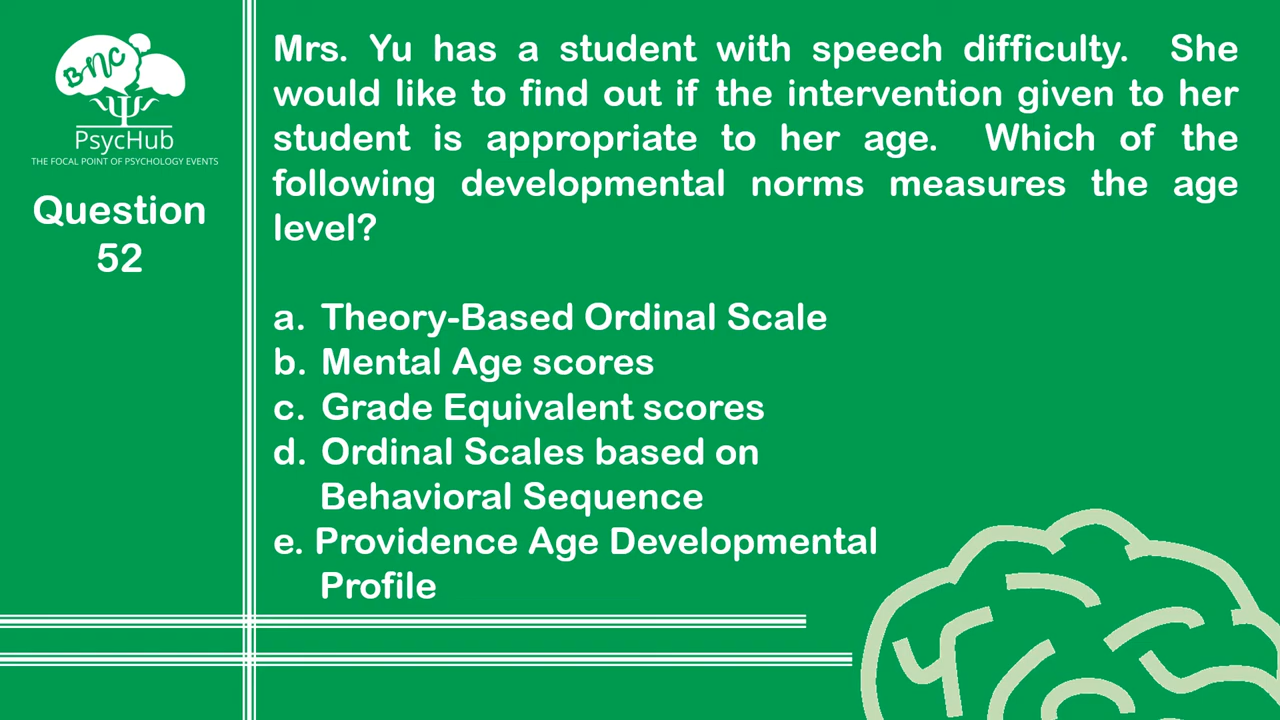 BNC
PsycHub
THE FOCAL POINT OF PSYCHOLOGY EVENTS
Question
52
Mrs. Yu has a student with speech difficulty. She
would like to find out if the intervention given to her
student is appropriate to her age. Which of the
following developmental norms measures the age
level?
a. Theory-Based Ordinal Scale
b. Mental Age scores
c. Grade Equivalent scores
d. Ordinal Scales based on
Behavioral Sequence
e. Providence Age Developmental
Profile